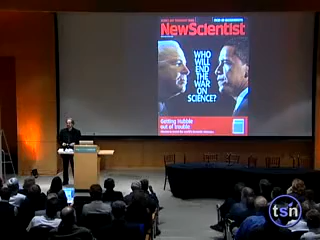 NewScientist
WHO
WILL
END
THE
WAR
ON
SCIENCE?
Getting Hubble
out of trouble
tsn